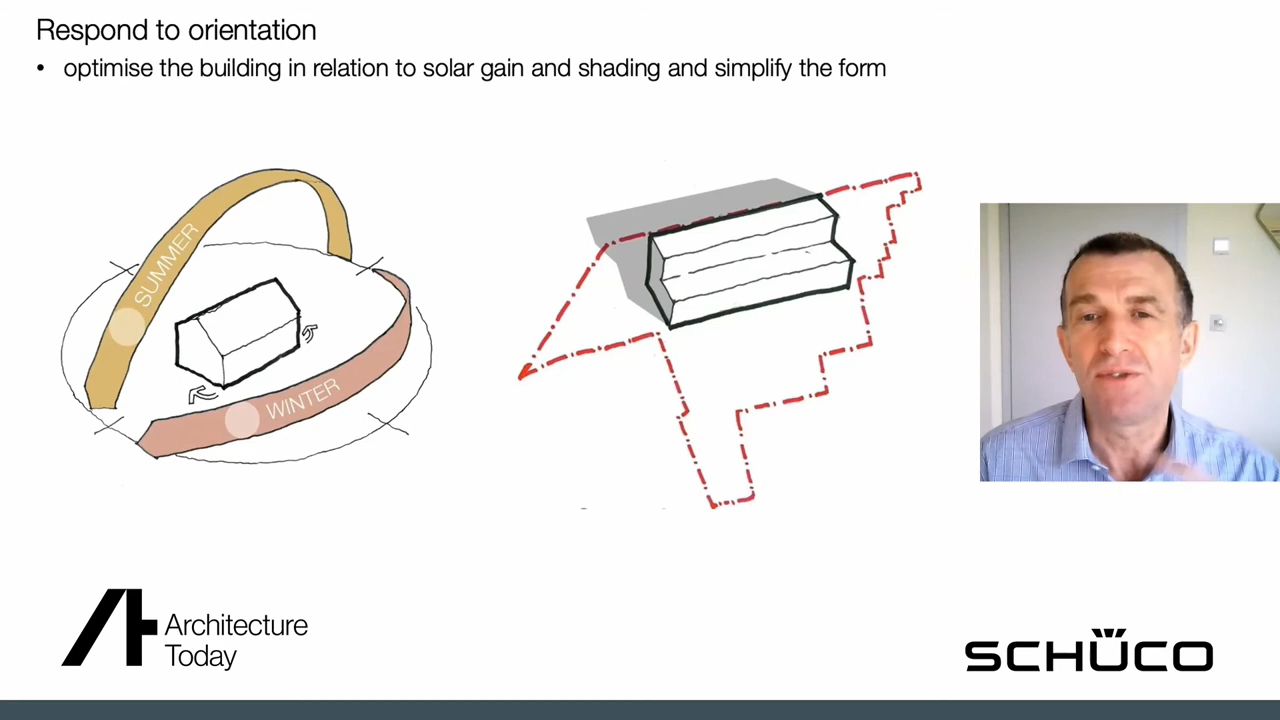 Respond to orientation
• optimise the building in relation to solar gain and shading and simplify the form
SUMMER
WINTER
Architecture
Today
SCHÜCO